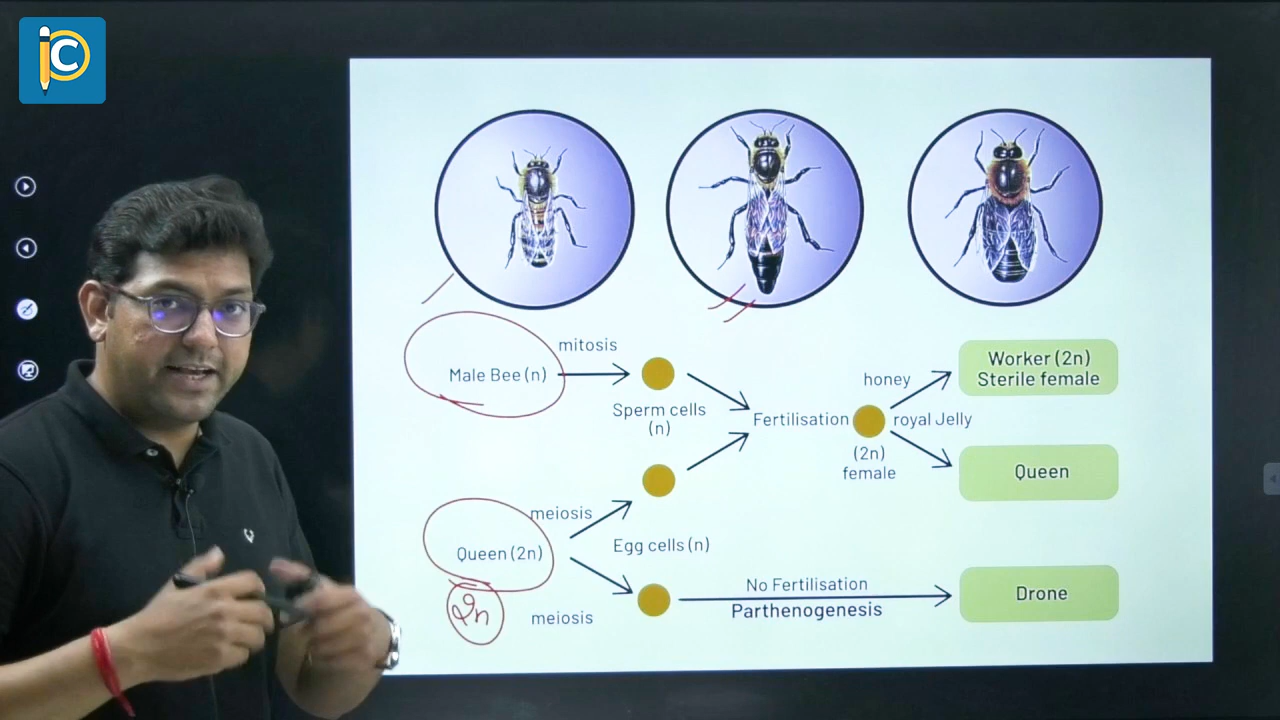 C
mitosis
Male Bee (n)
Sperm cells
(n)
Fertilisation
(2n)
female
honey
royal Jelly
Worker (2n)
Sterile female
Queen
meiosis
Queen (2n)
2n
Egg cells (n)
meiosis
No Fertilisation
Parthenogenesis
Drone